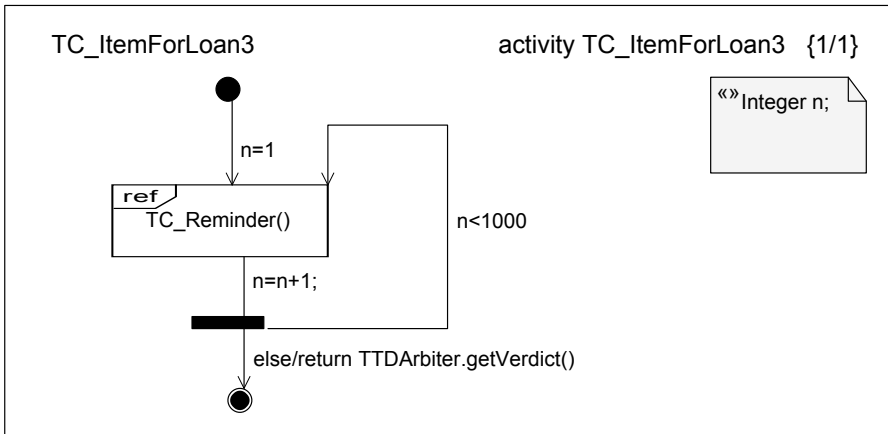 TC_ItemForLoan3
activity TC_ItemForLoan3 {1/1}
«»Integer n;
n=1
ref
TC_Reminder()
n<1000
n=n+1;
else/return TTDArbiter.getVerdict()